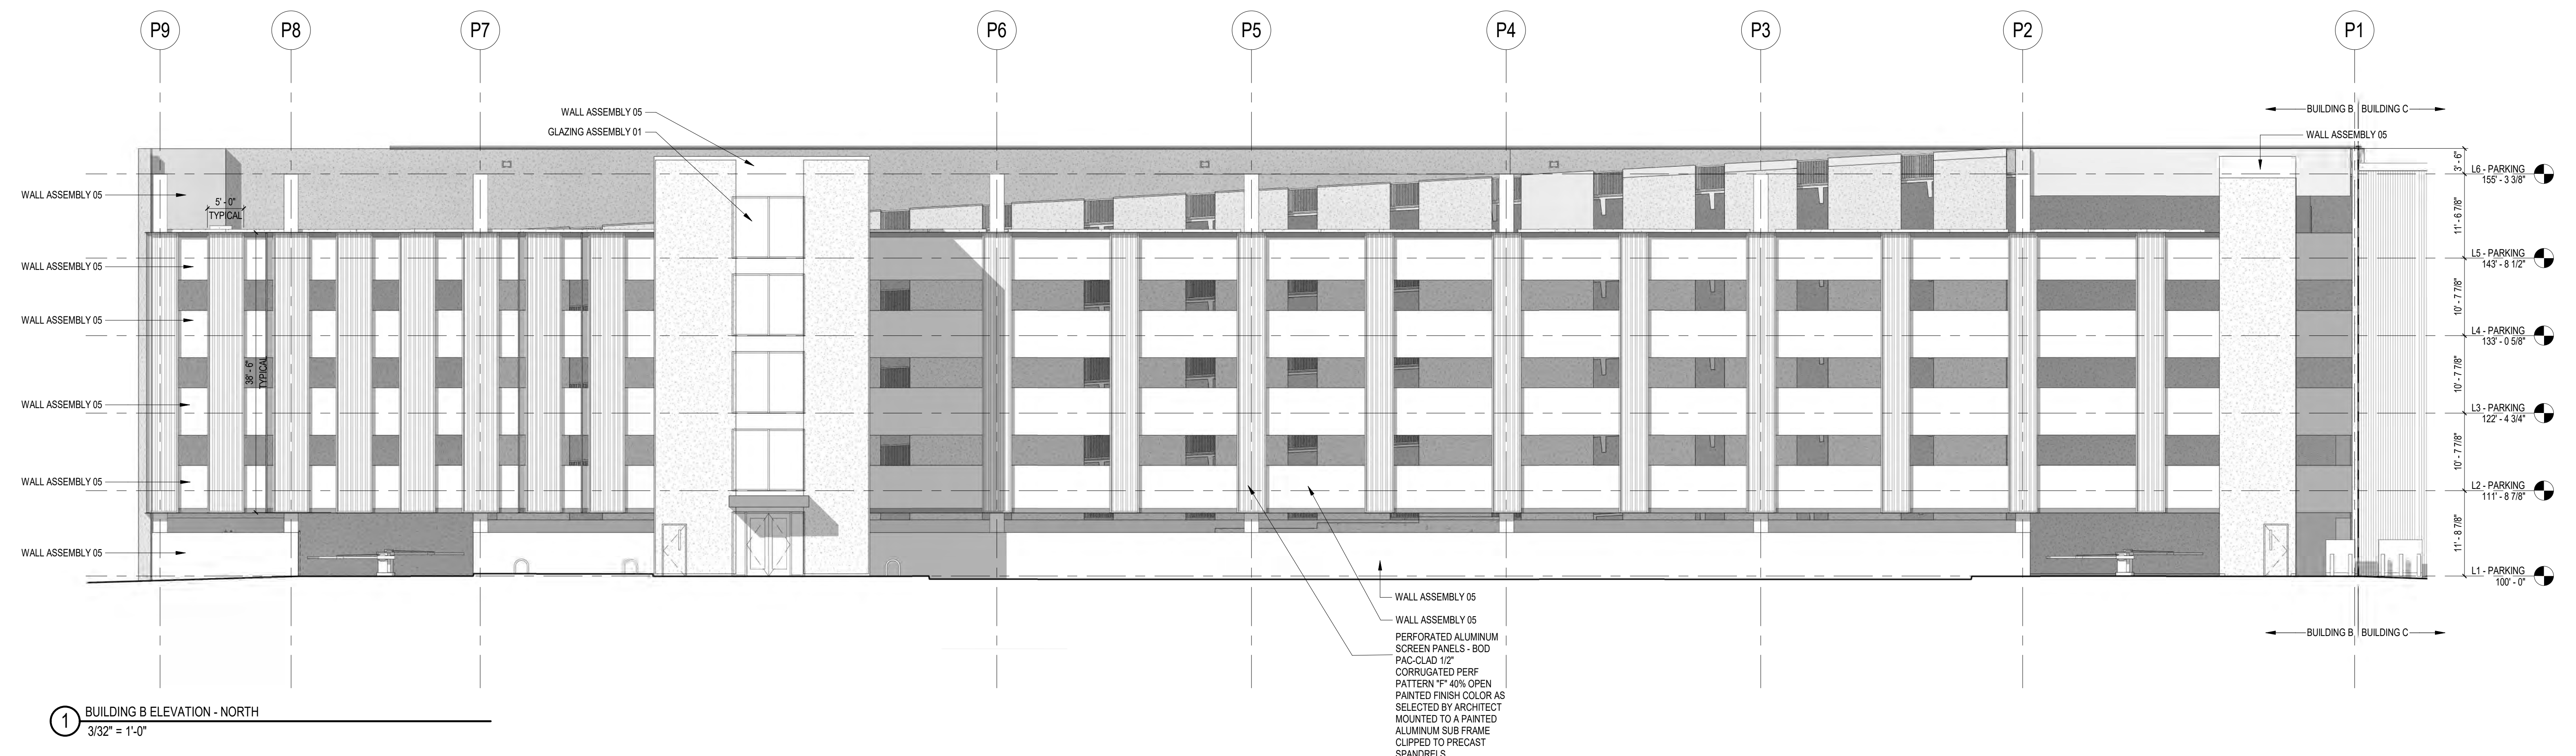 P9
P8
P7
P6
P5
P4
P3
P2
P1
BUILDING B
BUILDING C
WALL ASSEMBLY 05
GLAZING ASSEMBLY 01
WALL ASSEMBLY 05
WALL ASSEMBLY 05
5' - 0"
TYPICAL
WALL ASSEMBLY 05
WALL ASSEMBLY 05
38' - 6"
TYPICAL
WALL ASSEMBLY 05
WALL ASSEMBLY 05
WALL ASSEMBLY 05
3' - 6"
L6 - PARKING
155' - 3 3/8"
11' - 6 7/8"
L5 - PARKING
143' - 8 1/2"
10' - 7 7/8"
L4 - PARKING
133' - 0 5/8"
10' - 7 7/8"
L3 - PARKING
122' - 4 3/4"
10' - 7 7/8"
L2 - PARKING
111' - 8 7/8"
11' - 8 7/8"
L1 - PARKING
100' - 0"
WALL ASSEMBLY 05
WALL ASSEMBLY 05
PERFORATED ALUMINUM
SCREEN PANELS - BOD
PAC-CLAD 1/2"
CORRUGATED PERF
PATTERN "F" 40% OPEN
PAINTED FINISH COLOR AS
SELECTED BY ARCHITECT
MOUNTED TO A PAINTED
ALUMINUM SUB FRAME
CLIPPED TO PRECAST
SPANDRELS
BUILDING B
BUILDING C
1
BUILDING B ELEVATION - NORTH
3/32" = 1'-0"